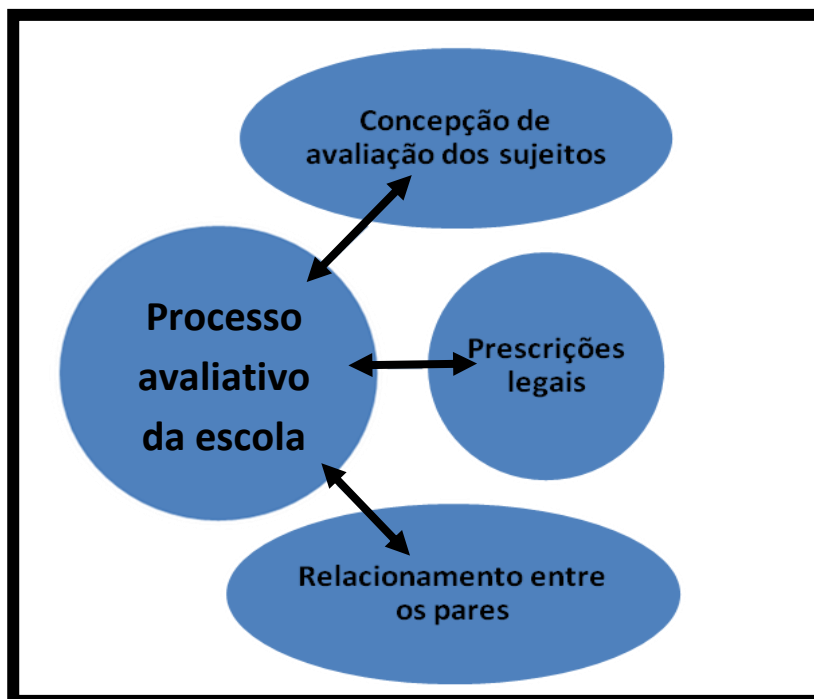 Concepção de
avaliação dos sujeitos
Processo
avaliativo
da escola
Prescrições
legais
Relacionamento entre
os pares